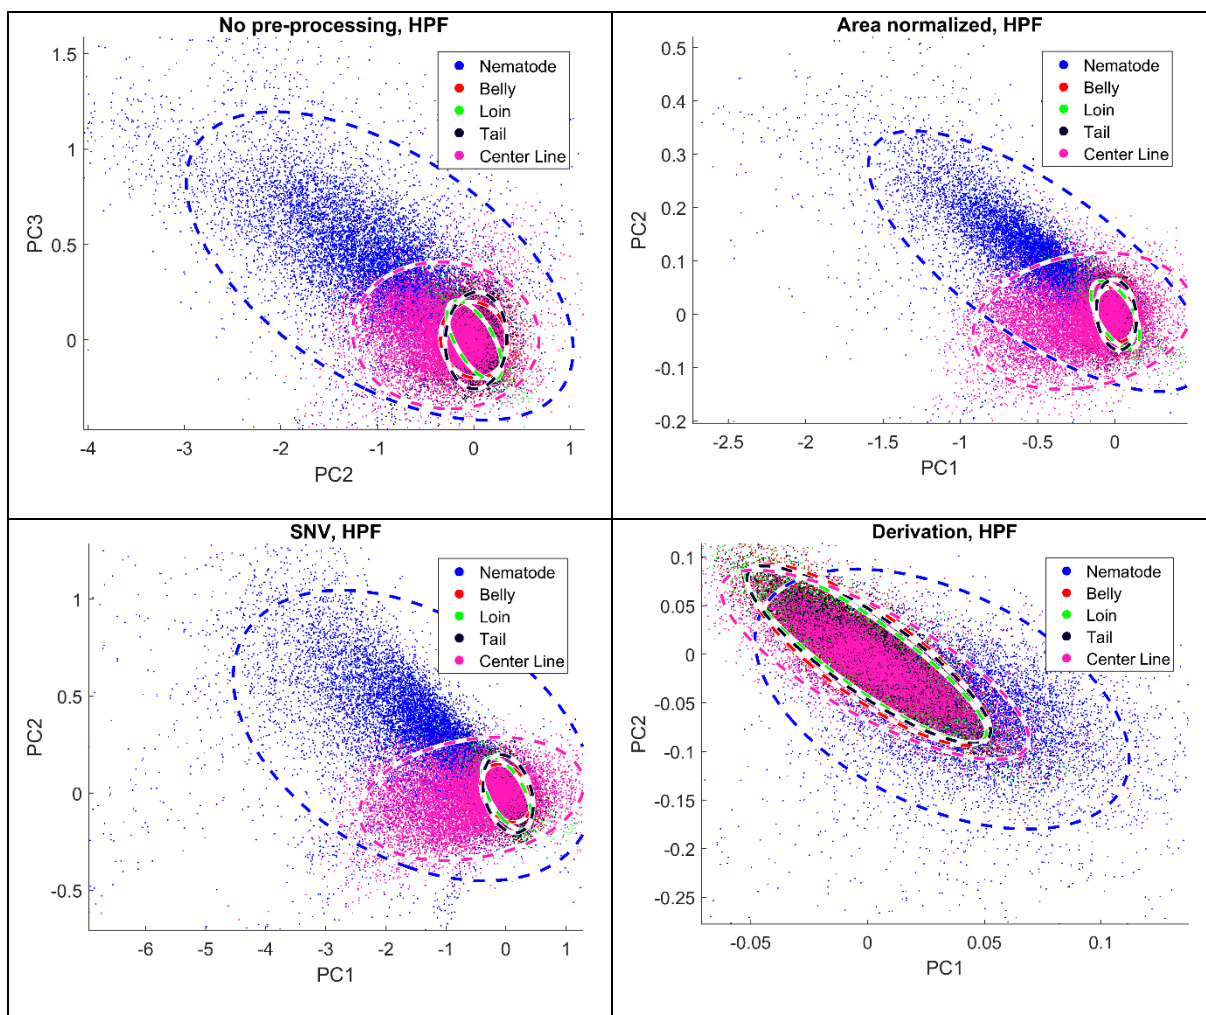 No pre-processing, HPF
Nematode
Belly
Loin
Tail
Center Line
1.5
1
0.5
0
PC3
-4
-3
-2
-1
0
1
PC2
Area normalized, HPF
Nematode
Belly
Loin
Tail
Center Line
0.5
0.4
0.3
0.2
0.1
0
-0.1
-0.2
PC2
-2.5
-2
-1.5
-1
-0.5
0
PC1
SNV, HPF
Nematode
Belly
Loin
Tail
Center Line
1
0.5
0
-0.5
PC2
-6
-5
-4
-3
-2
-1
0
1
PC1
Derivation, HPF
Nematode
Belly
Loin
Tail
Center Line
0.1
0.05
0
-0.05
-0.1
-0.15
-0.2
-0.25
PC2
-0.05
0
0.05
0.1
PC1